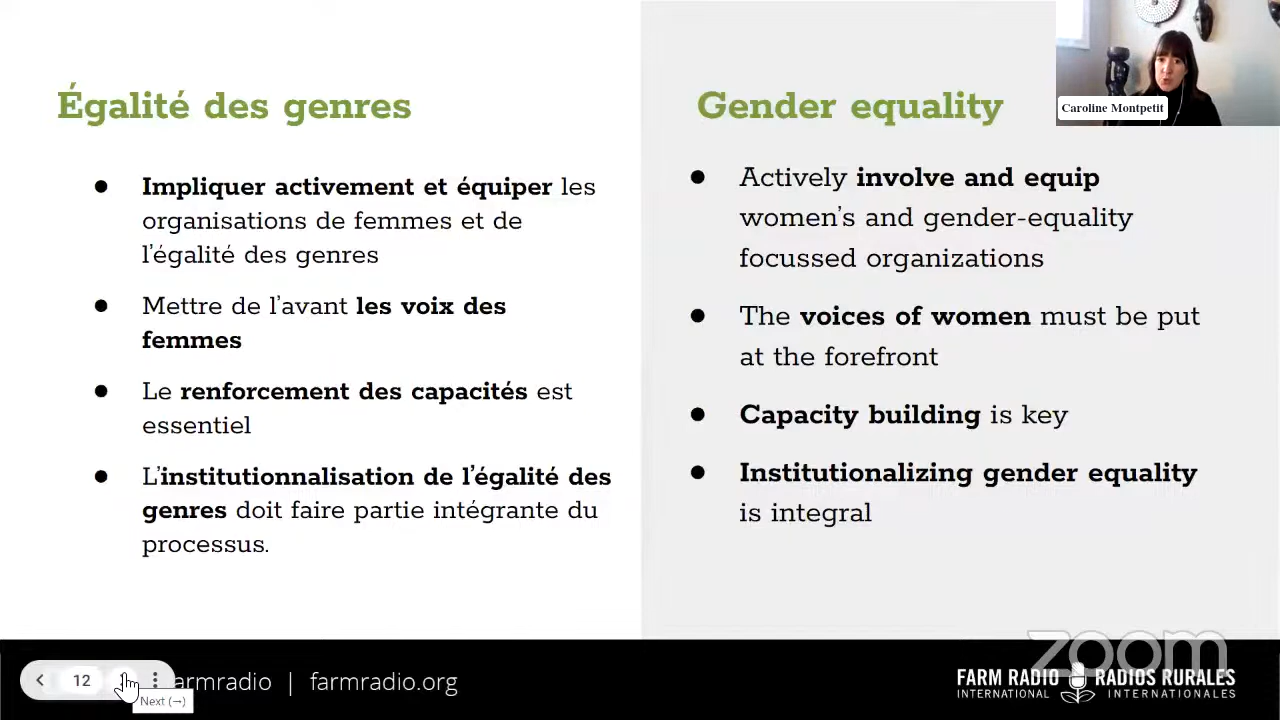 Égalité des genres
● Impliquer activement et équiper les
organisations de femmes et de
l'égalité des genres
● Mettre de l'avant les voix des
femmes
● Le renforcement des capacités est
essentiel
● L'institutionnalisation de l'égalité des
genres doit faire partie intégrante du
processus.
Gender equality
● Actively involve and equip
women's and gender-equality
focussed organizations
● The voices of women must be put
at the forefront
● Capacity building is key
● Institutionalizing gender equality
is integral
Caroline Montpetit
12
Next (→)
armradio | farmradio.org
zoom
FARM RADIO
INTERNATIONAL
RADIOS RURALES
INTERNATIONALES